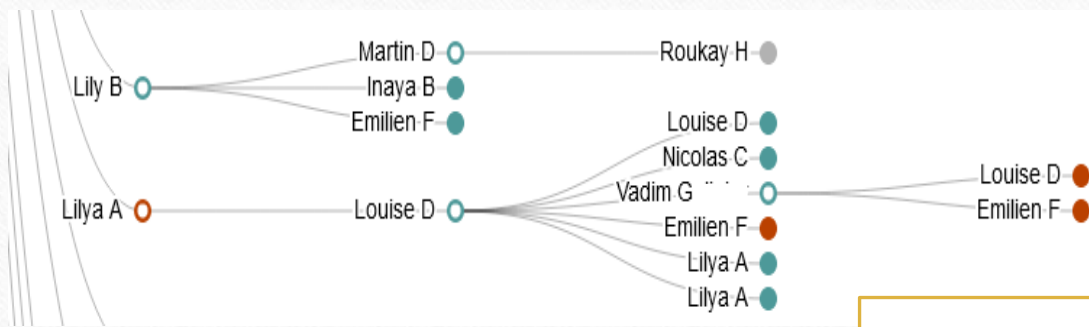 Martin D
Roukay H
Lily B
Inaya B
Emilien F
Louise D
Nicolas C
Louise D
Vadim G
Lilya A
Louise D
Emilien F
Emilien F
Lilya A
Lilya A